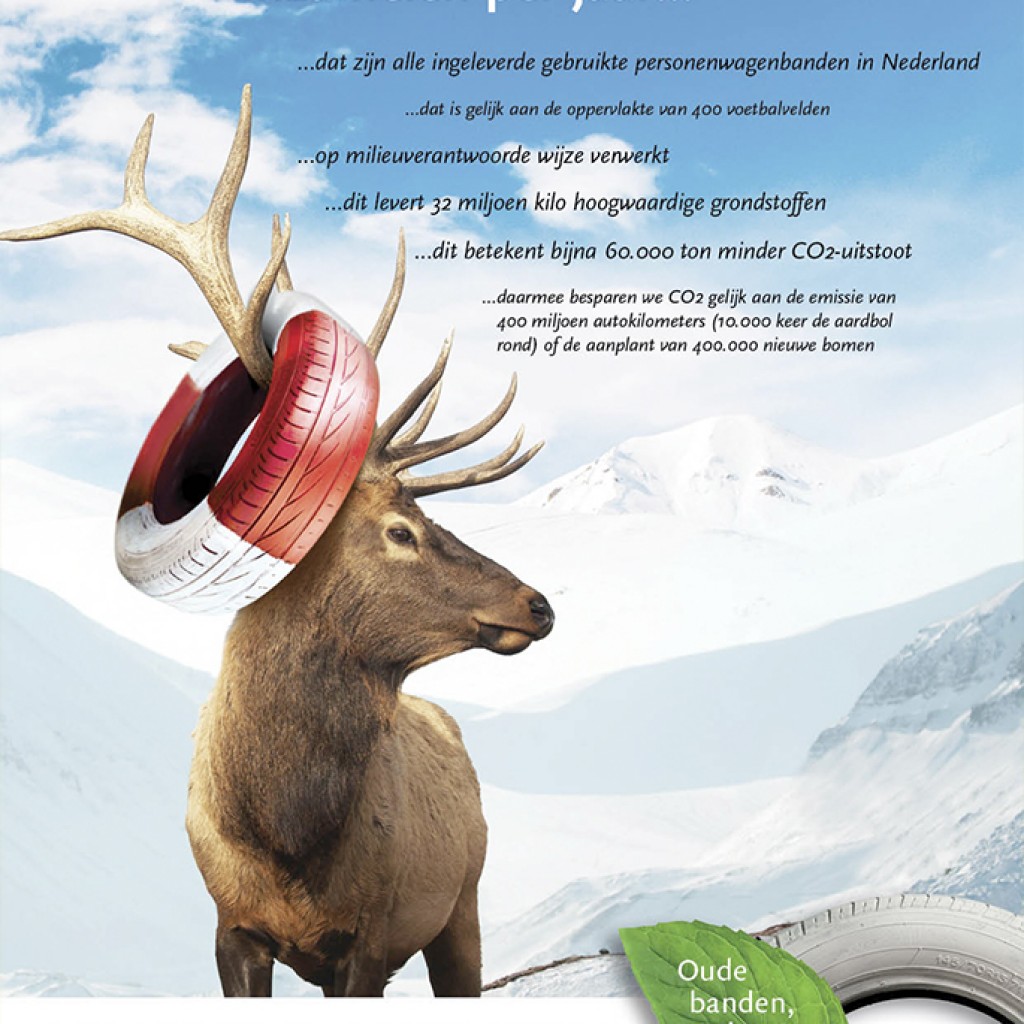 per jaar...
...dat zijn alle ingeleverde gebruikte personenwagenbanden in Nederland
...dat is gelijk aan de oppervlakte van 400 voetbalvelden
...op milieuverantwoorde wijze verwerkt
...dit levert 32 miljoen kilo hoogwaardige grondstoffen
...dit betekent bijna 60.000 ton minder CO2-uitstoot
...daarmee besparen we CO2 gelijk aan de emissie van
400 miljoen autokilometers (10.000 keer de aardbol
rond) of de aanplant van 400.000 nieuwe bomen
Oude
banden,